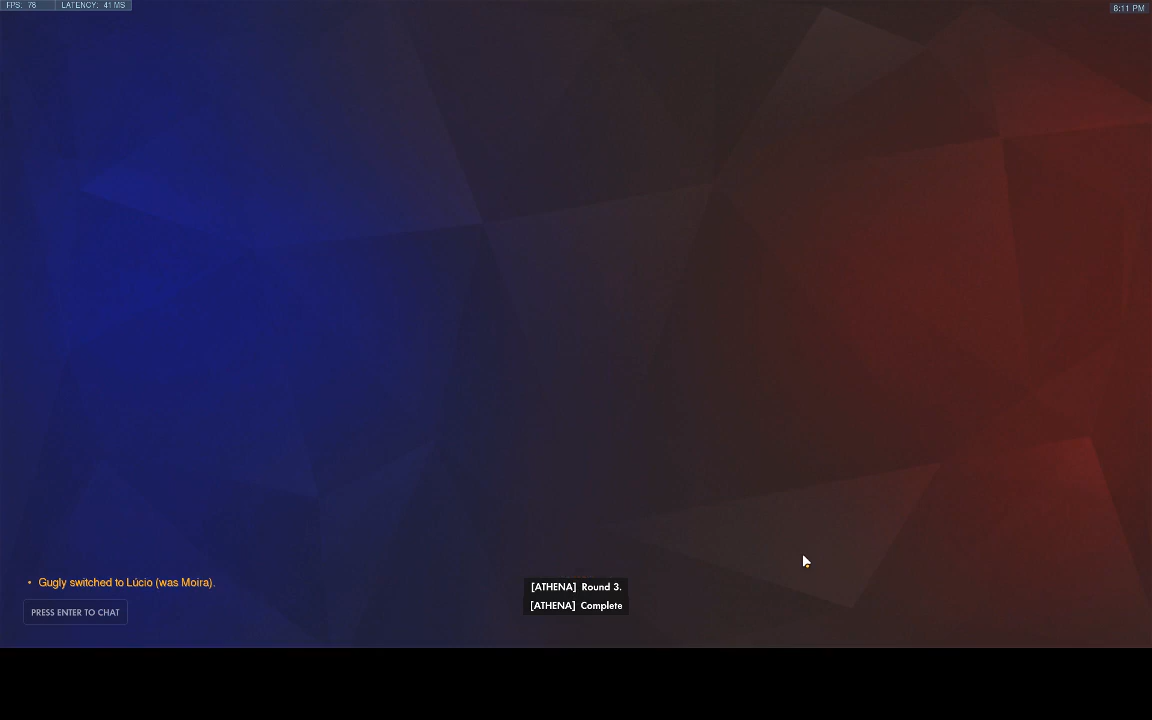 FPS: 76 LATENCY: 41 MS
8:11 PM
• Gugly switched to Lúcio (was Moira).
[ATHENA] Round 3.
[ATHENA] Complete
PRESS ENTER TO CHAT